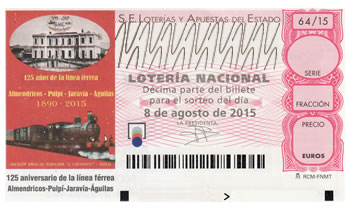 S.E. LOTERÍAS Y APUESTAS DEL ESTADO
64/15
125 años de la línea férrea
Almendricos - Pulpí - Jaravía - Águilas
1890 - 2015
LOTERÍA NACIONAL
Décima parte del billete
para el sorteo del día
8 de agosto de 2015
LA PRESIDENTA,
SERIE
FRACCIÓN
PRECIO
EUROS
RCM-FNMT
125 aniversario de la línea férrea
Almendricos-Pulpí-Jaravía-Águilas